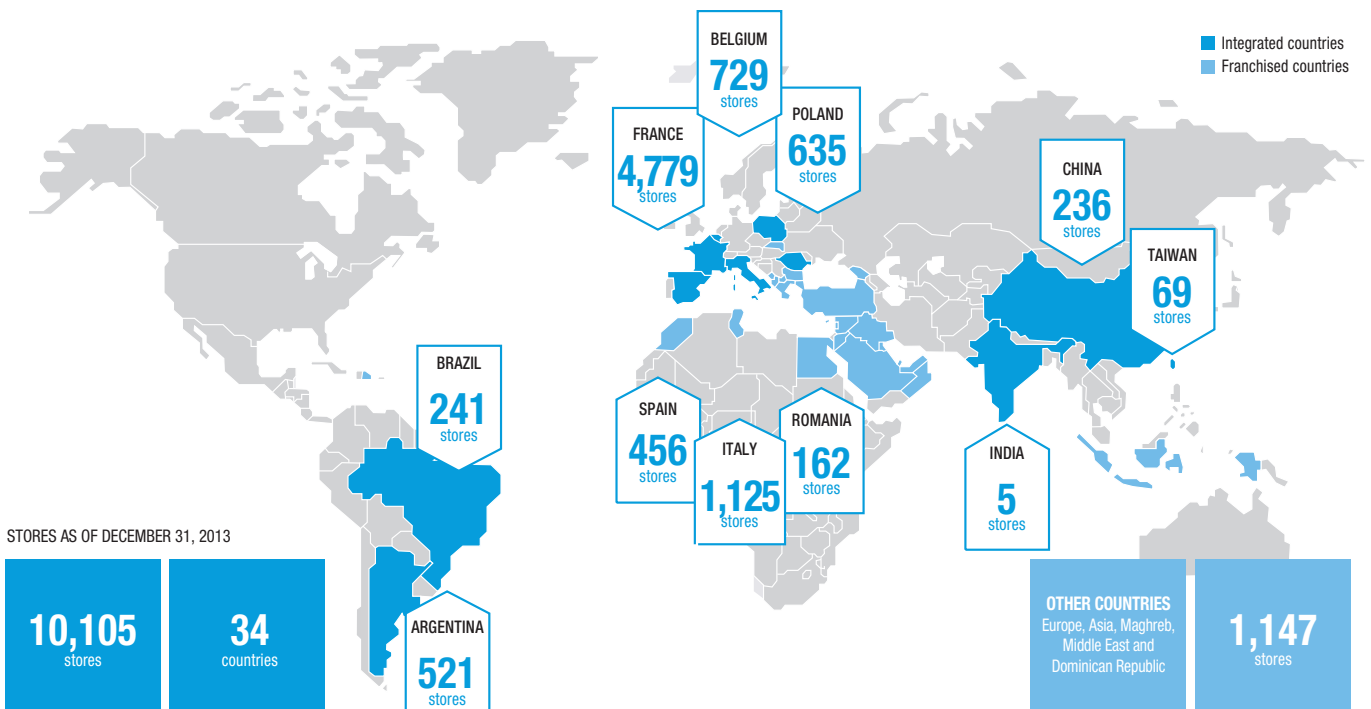 Integrated countries
Franchised countries
BELGIUM
729
stores
POLAND
635
stores
FRANCE
4,779
stores
CHINA
236
stores
TAIWAN
69
stores
BRAZIL
241
stores
SPAIN
456
stores
ITALY
1,125
stores
ROMANIA
162
stores
INDIA
5
stores
ARGENTINA
521
stores
STORES AS OF DECEMBER 31, 2013
10,105
stores
34
countries
OTHER COUNTRIES
Europe, Asia, Maghreb,
Middle East and
Dominican Republic
1,147
stores